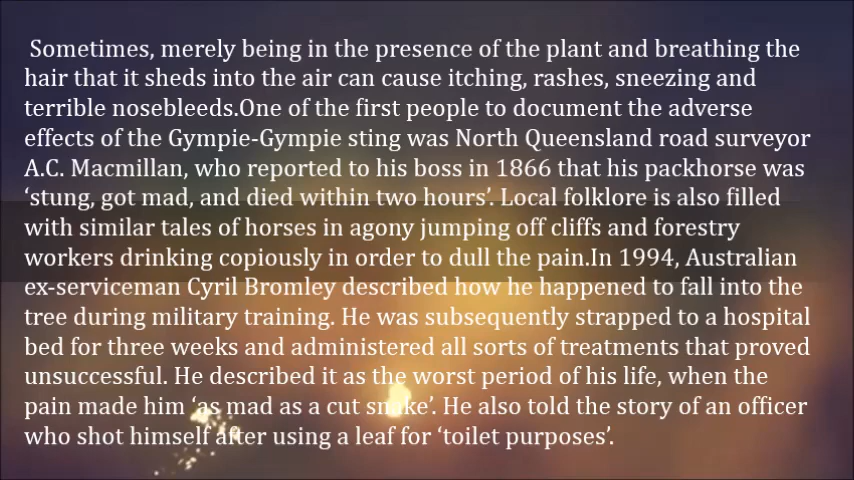 Sometimes, merely being in the presence of the plant and breathing the
hair that it sheds into the air can cause itching, rashes, sneezing and
terrible nosebleeds.One of the first people to document the adverse
effects of the Gympie-Gympie sting was North Queensland road surveyor
A.C. Macmillan, who reported to his boss in 1866 that his packhorse was
‘stung, got mad, and died within two hours’. Local folklore is also filled
with similar tales of horses in agony jumping off cliffs and forestry
workers drinking copiously in order to dull the pain.In 1994, Australian
ex-serviceman Cyril Bromley described how he happened to fall into the
tree during military training. He was subsequently strapped to a hospital
bed for three weeks and administered all sorts of treatments that proved
unsuccessful. He described it as the worst period of his life, when the
pain made him ‘as mad as a cut snake’. He also told the story of an officer
who shot himself after using a leaf for ‘toilet purposes’.